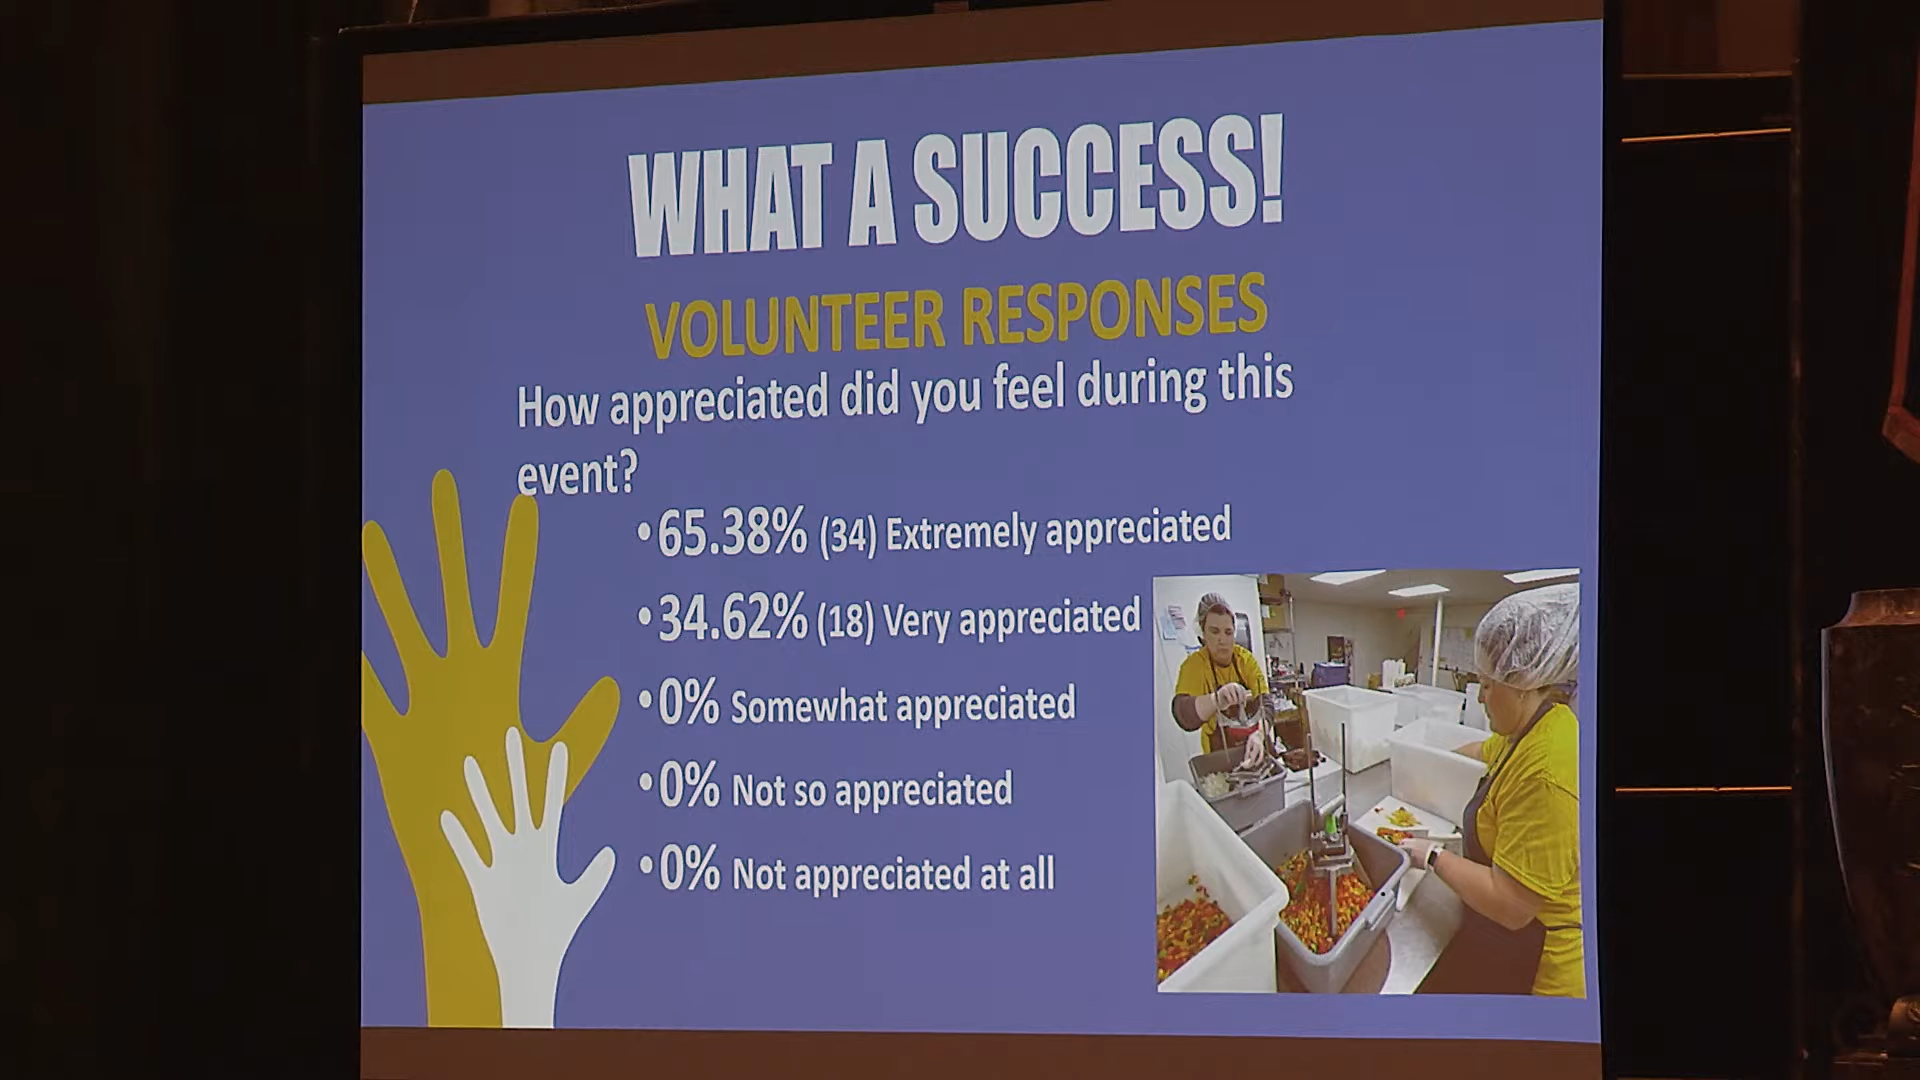 WHAT A SUCCESS!
VOLUNTEER RESPONSES
How appreciated did you feel during this
event?
•65.38% (34) Extremely appreciated
•34.62% (18) Very appreciated
•0% Somewhat appreciated
•0% Not so appreciated
•0% Not appreciated at all